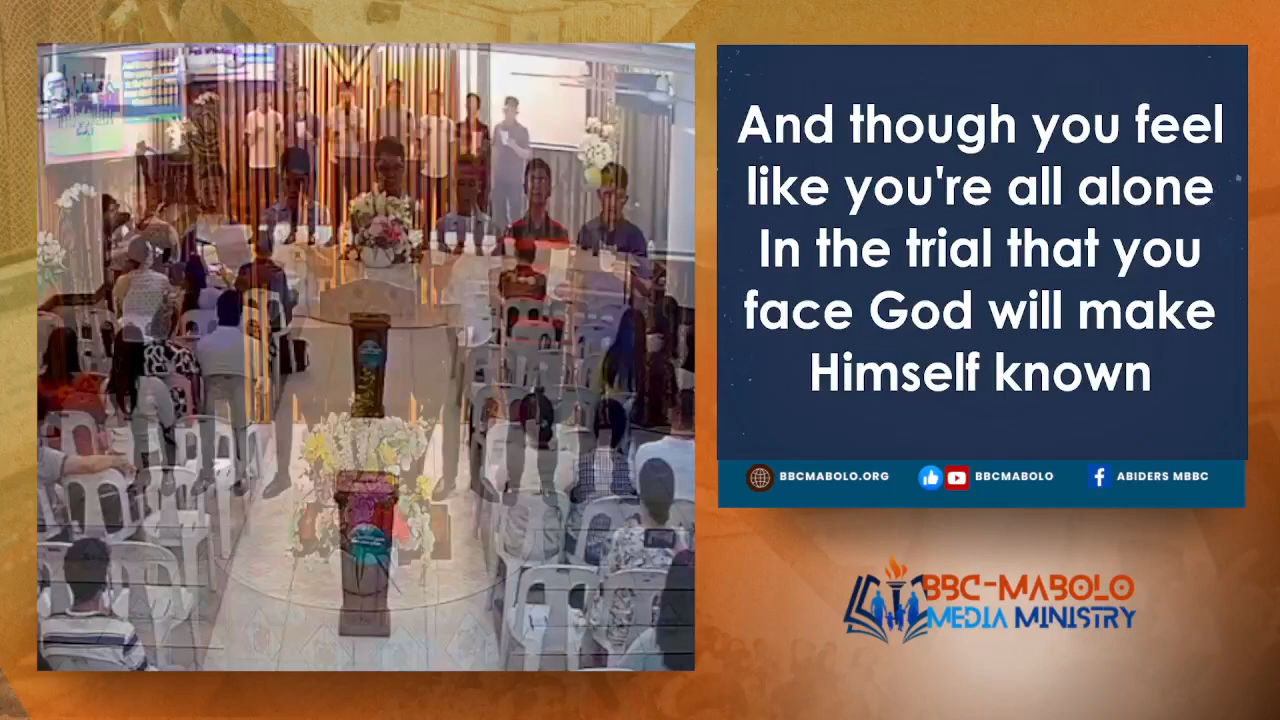 And though you feel
like you're all alone
In the trial that you
face God will make
Himself known
BBCMABOLO.ORG
BBCMABOLO
ABIDERS MBBC
BBC-MABOLO
MEDIA MINISTRY